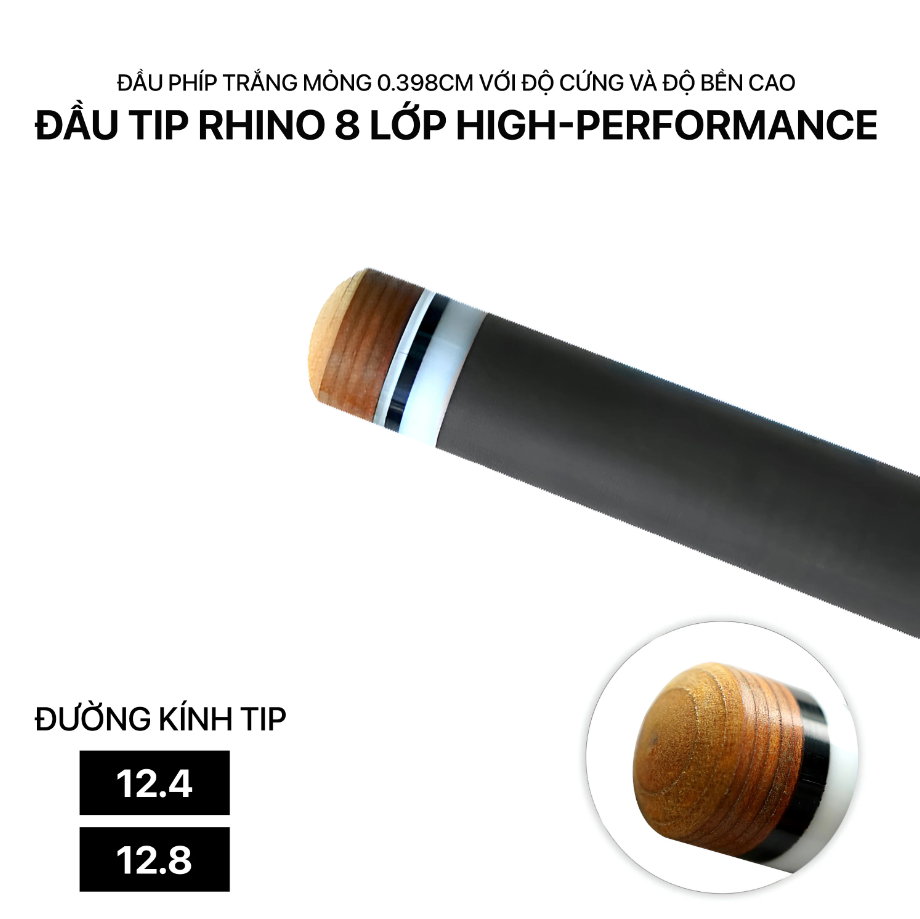 ĐẦU PHÍP TRẮNG MỎNG 0.398CM VỚI ĐỘ CỨNG VÀ ĐỘ BỀN CAO
ĐẦU TIP RHINO 8 LỚP HIGH-PERFORMANCE
ĐƯỜNG KÍNH TIP
12.4
12.8